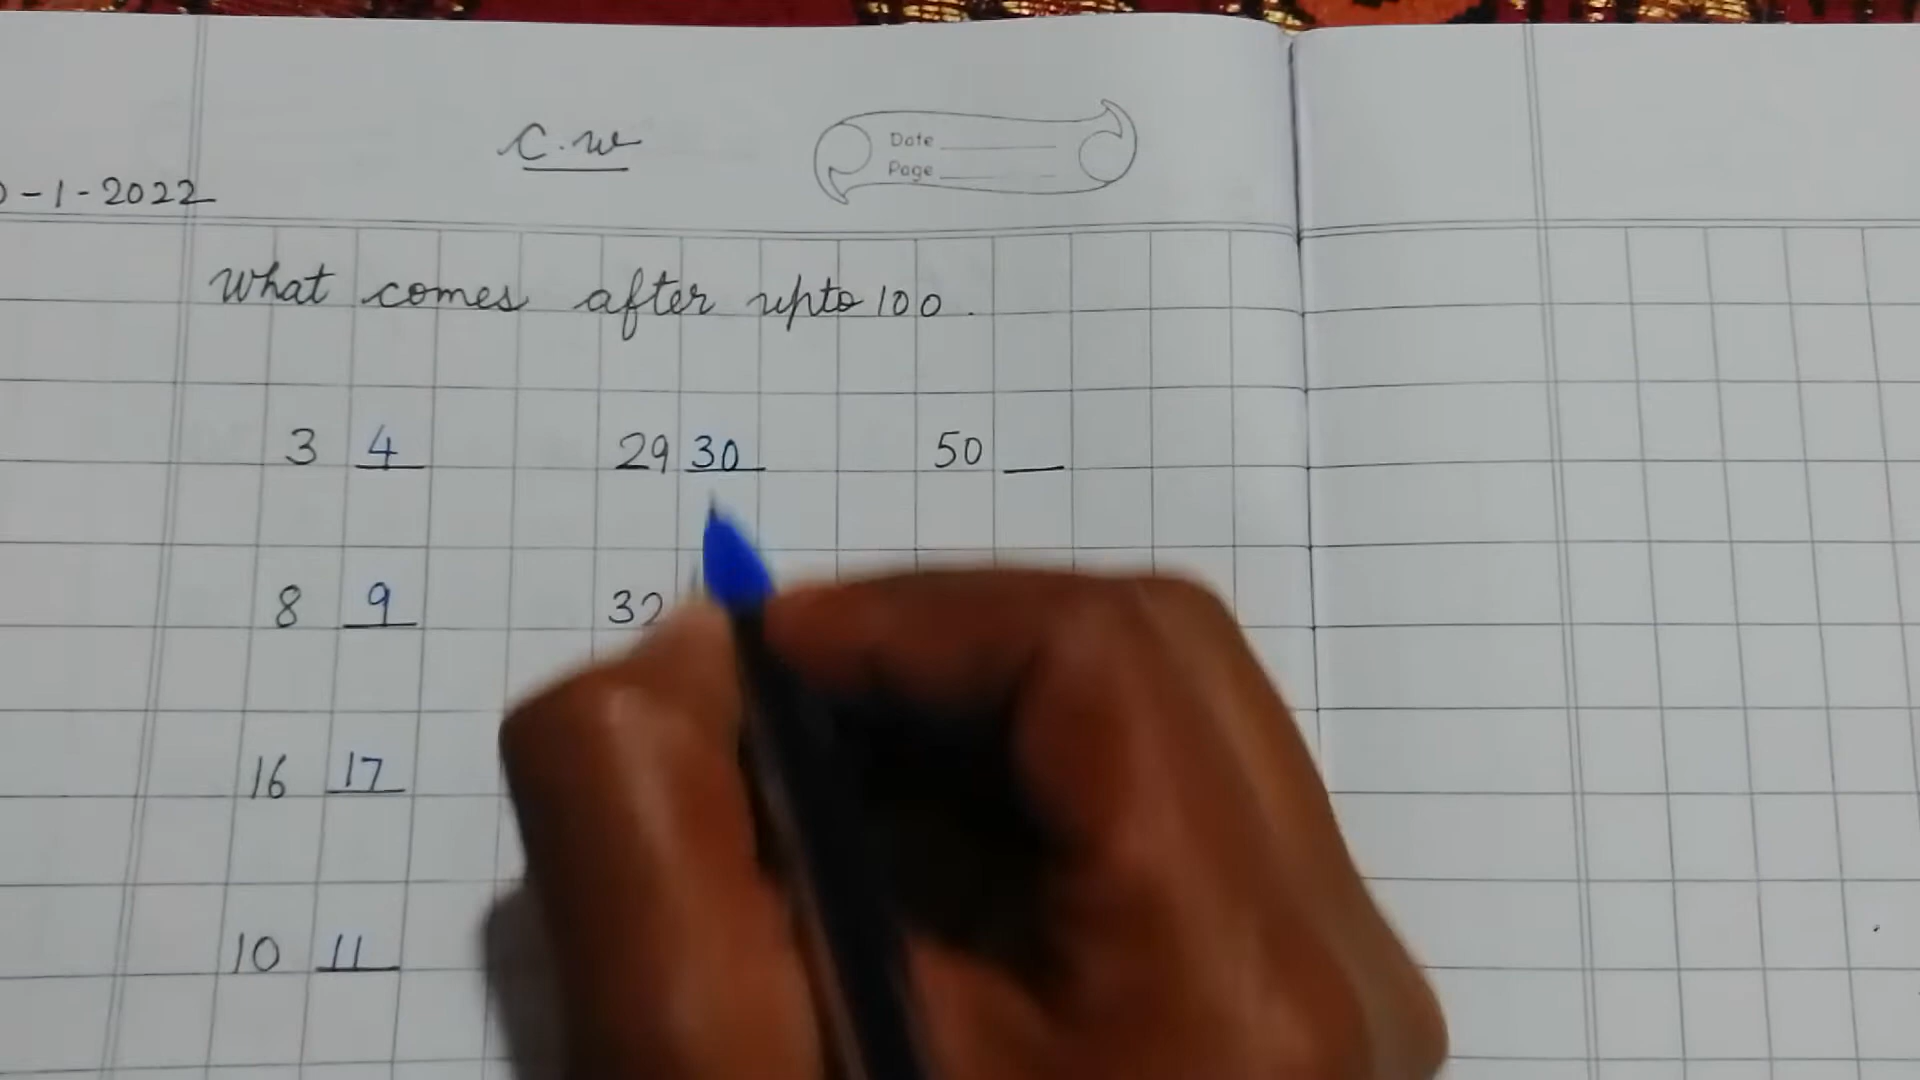 C.W
Date
Page
-1-2022
What comes after upto 100.
3 4 29 30 50
8 9 32
16 17
10 11